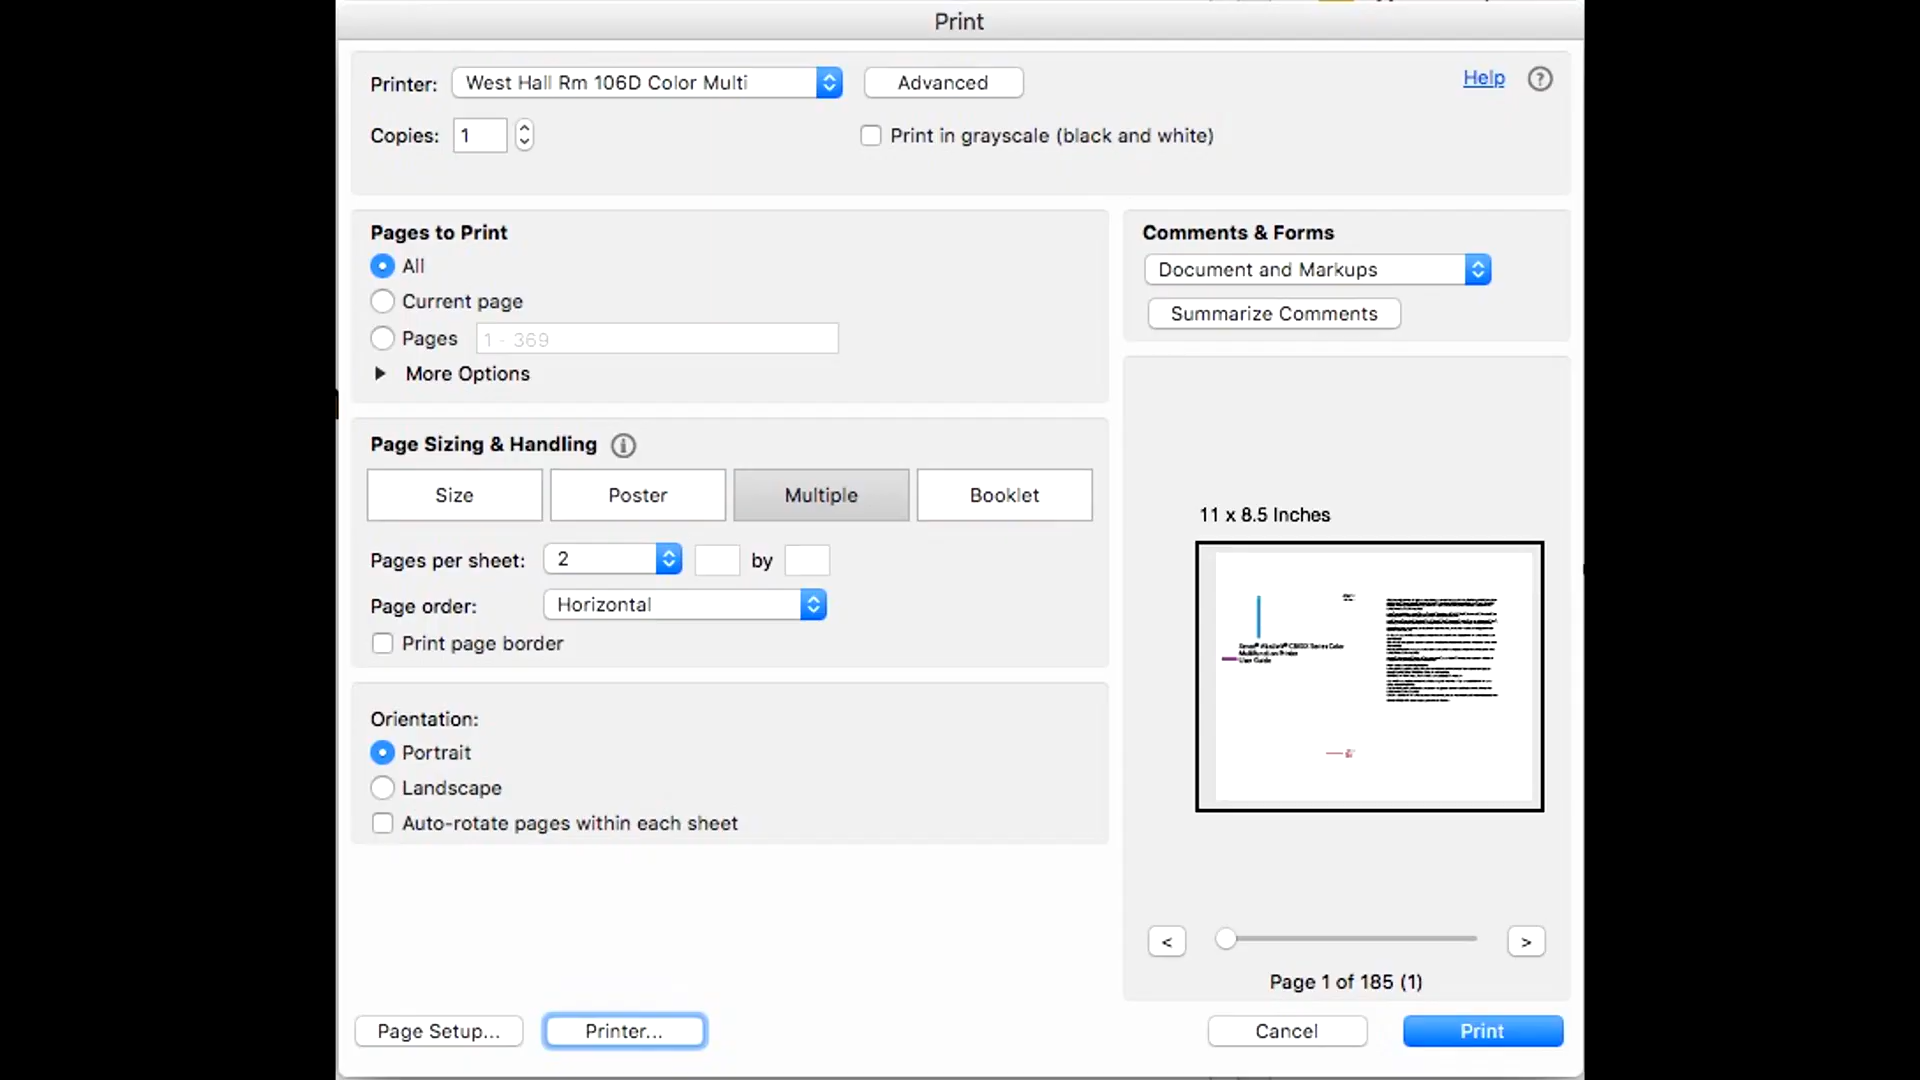 Print
Printer: West Hall Rm 106D Color Multi Advanced Help ?
Copies: 1 Print in grayscale (black and white)
Pages to Print
All
Current page
Pages 1 - 369
More Options
Comments & Forms
Document and Markups
Summarize Comments
Page Sizing & Handling
Size Poster Multiple Booklet
Pages per sheet: 2 by
Page order: Horizontal
Print page border
Orientation:
Portrait
Landscape
Auto-rotate pages within each sheet
11 x 8.5 Inches
Multifunction Printer
User Guide
< >
Page 1 of 185 (1)
Page Setup... Printer... Cancel Print